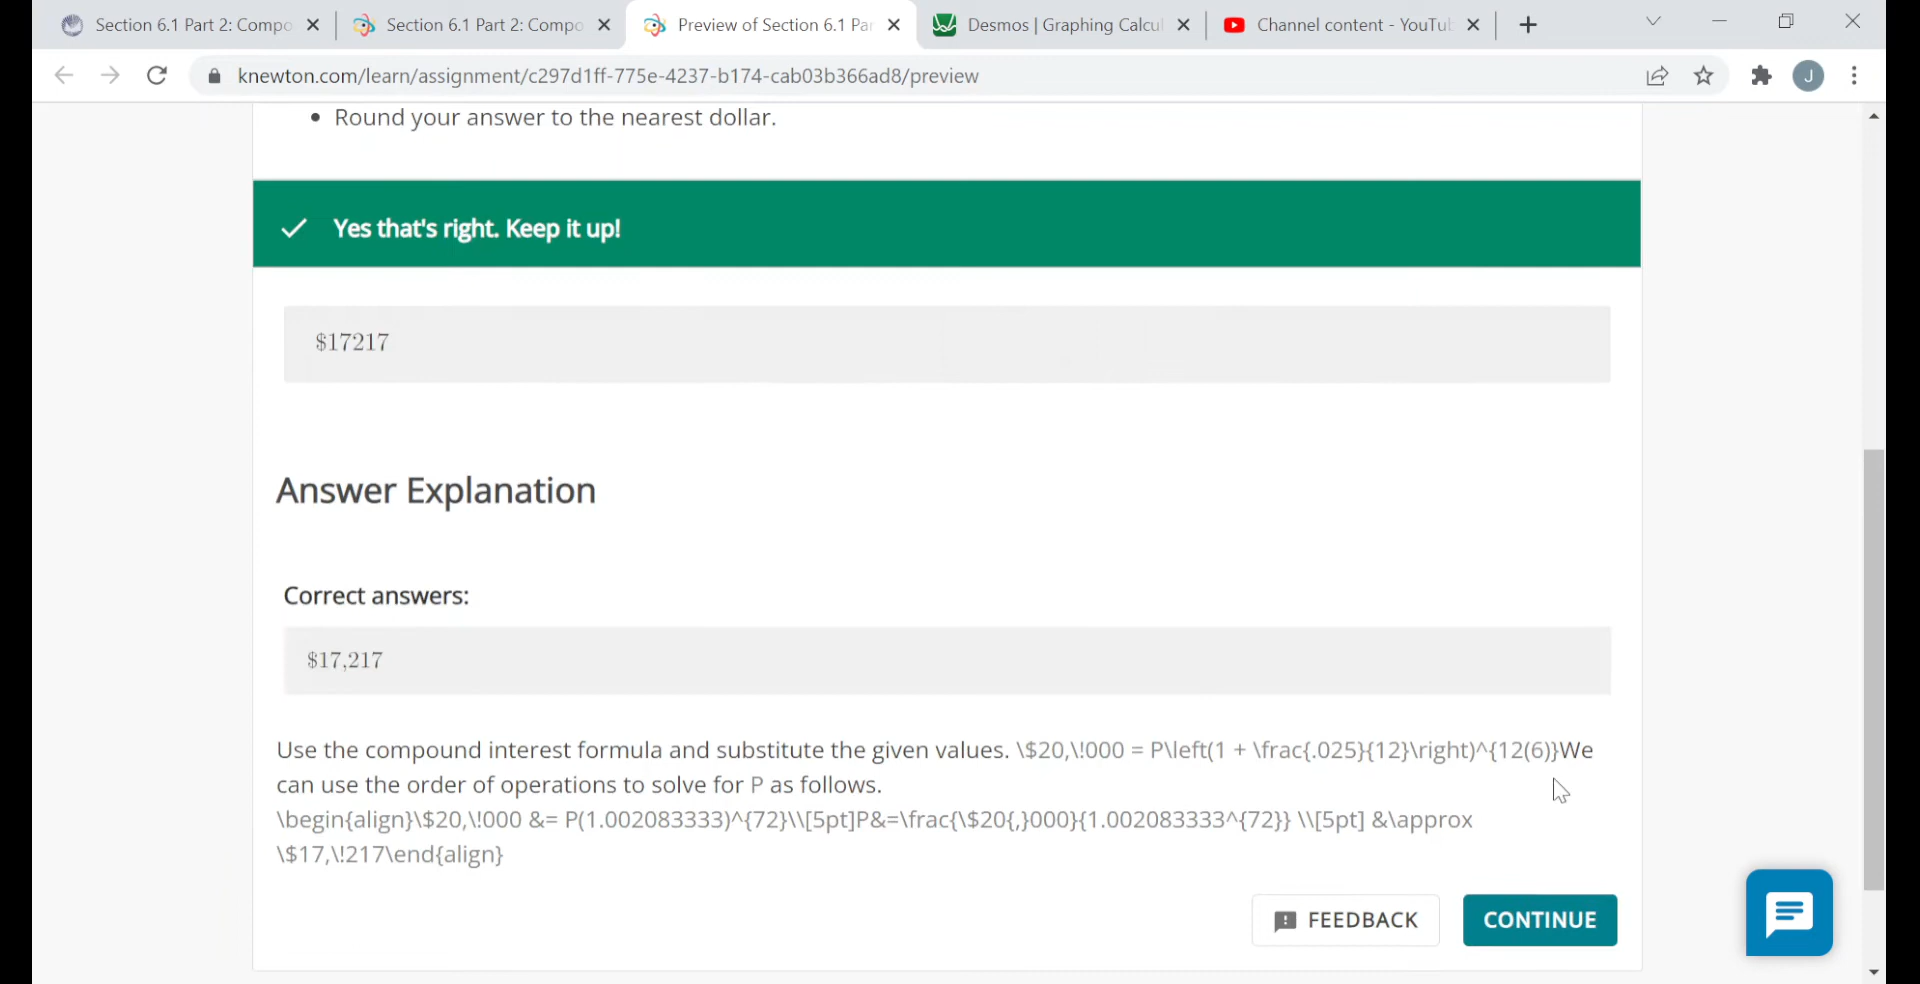 Section 6.1 Part 2: Compo
Section 6.1 Part 2: Compo
Preview of Section 6.1 Par
Desmos | Graphing Calcul
Channel content - YouTub
knewton.com/learn/assignment/c297d1ff-775e-4237-b174-cab03b366ad8/preview
J
• Round your answer to the nearest dollar.
Yes that's right. Keep it up!
$17217
Answer Explanation
Correct answers:
$17,217
Use the compound interest formula and substitute the given values. \$20,\!000 = P\left(1 + \frac{.025}{12}\right)^{12(6)}We
can use the order of operations to solve for P as follows.
\begin{align}\$20,\!000 &= P(1.002083333)^{72}\\[5pt]P&=\frac{\$20{,}000}{1.002083333^{72}} \\[5pt] &\approx
\$17,\!217\end{align}
FEEDBACK
CONTINUE